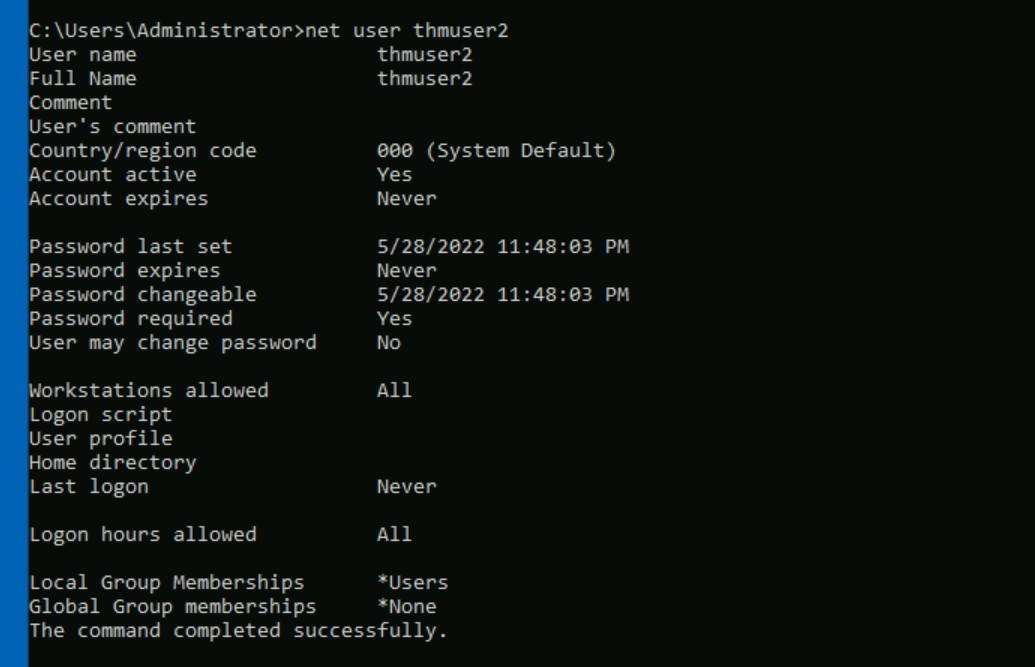 C:\Users\Administrator>net user thmuser2
User name                    thmuser2
Full Name                    thmuser2
Comment
User's comment
Country/region code          000 (System Default)
Account active               Yes
Account expires              Never

Password last set            5/28/2022 11:48:03 PM
Password expires             Never
Password changeable          5/28/2022 11:48:03 PM
Password required            Yes
User may change password     No

Workstations allowed         All
Logon script
User profile
Home directory
Last logon                   Never

Logon hours allowed          All

Local Group Memberships      *Users
Global Group memberships     *None
The command completed successfully.